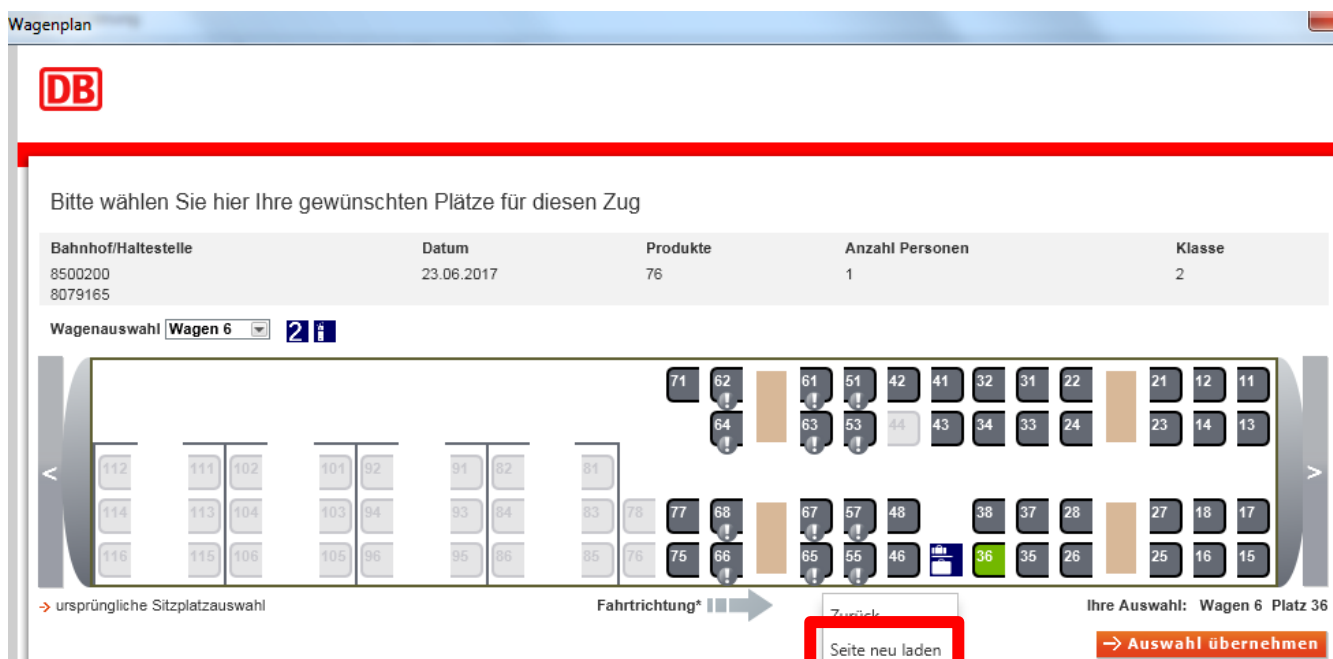 Wagenplan
DB
Bitte wählen Sie hier Ihre gewünschten Plätze für diesen Zug
Bahnhof/Haltestelle Datum Produkte Anzahl Personen Klasse
8500200 23.06.2017 76 1 2
8079165
Wagenauswahl Wagen 6 2 i
71 62 61 51 42 41 32 31 22 21 12 11
64 63 53 44 43 34 33 24 23 14 13
< 112 111 102 101 92 91 82 81 >
114 113 104 103 94 93 84 83 78 77 68 67 57 48 38 37 28 27 18 17
116 115 106 105 96 95 86 85 76 75 66 65 55 46 36 35 26 25 16 15
ursprüngliche Sitzplatzauswahl Fahrtrichtung* Zurück Ihre Auswahl: Wagen 6 Platz 36
Seite neu laden Auswahl übernehmen